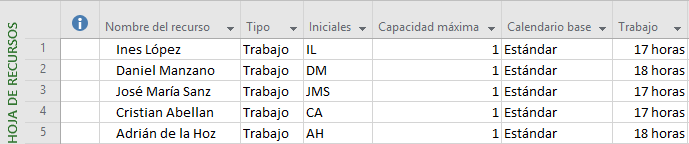 HOJA DE RECURSOS
Nombre del recurso Tipo Iniciales Capacidad máxima Calendario base Trabajo
1 Ines López Trabajo IL 1 Estándar 17 horas
2 Daniel Manzano Trabajo DM 1 Estándar 18 horas
3 José María Sanz Trabajo JMS 1 Estándar 17 horas
4 Cristian Abellan Trabajo CA 1 Estándar 17 horas
5 Adrián de la Hoz Trabajo AH 1 Estándar 18 horas